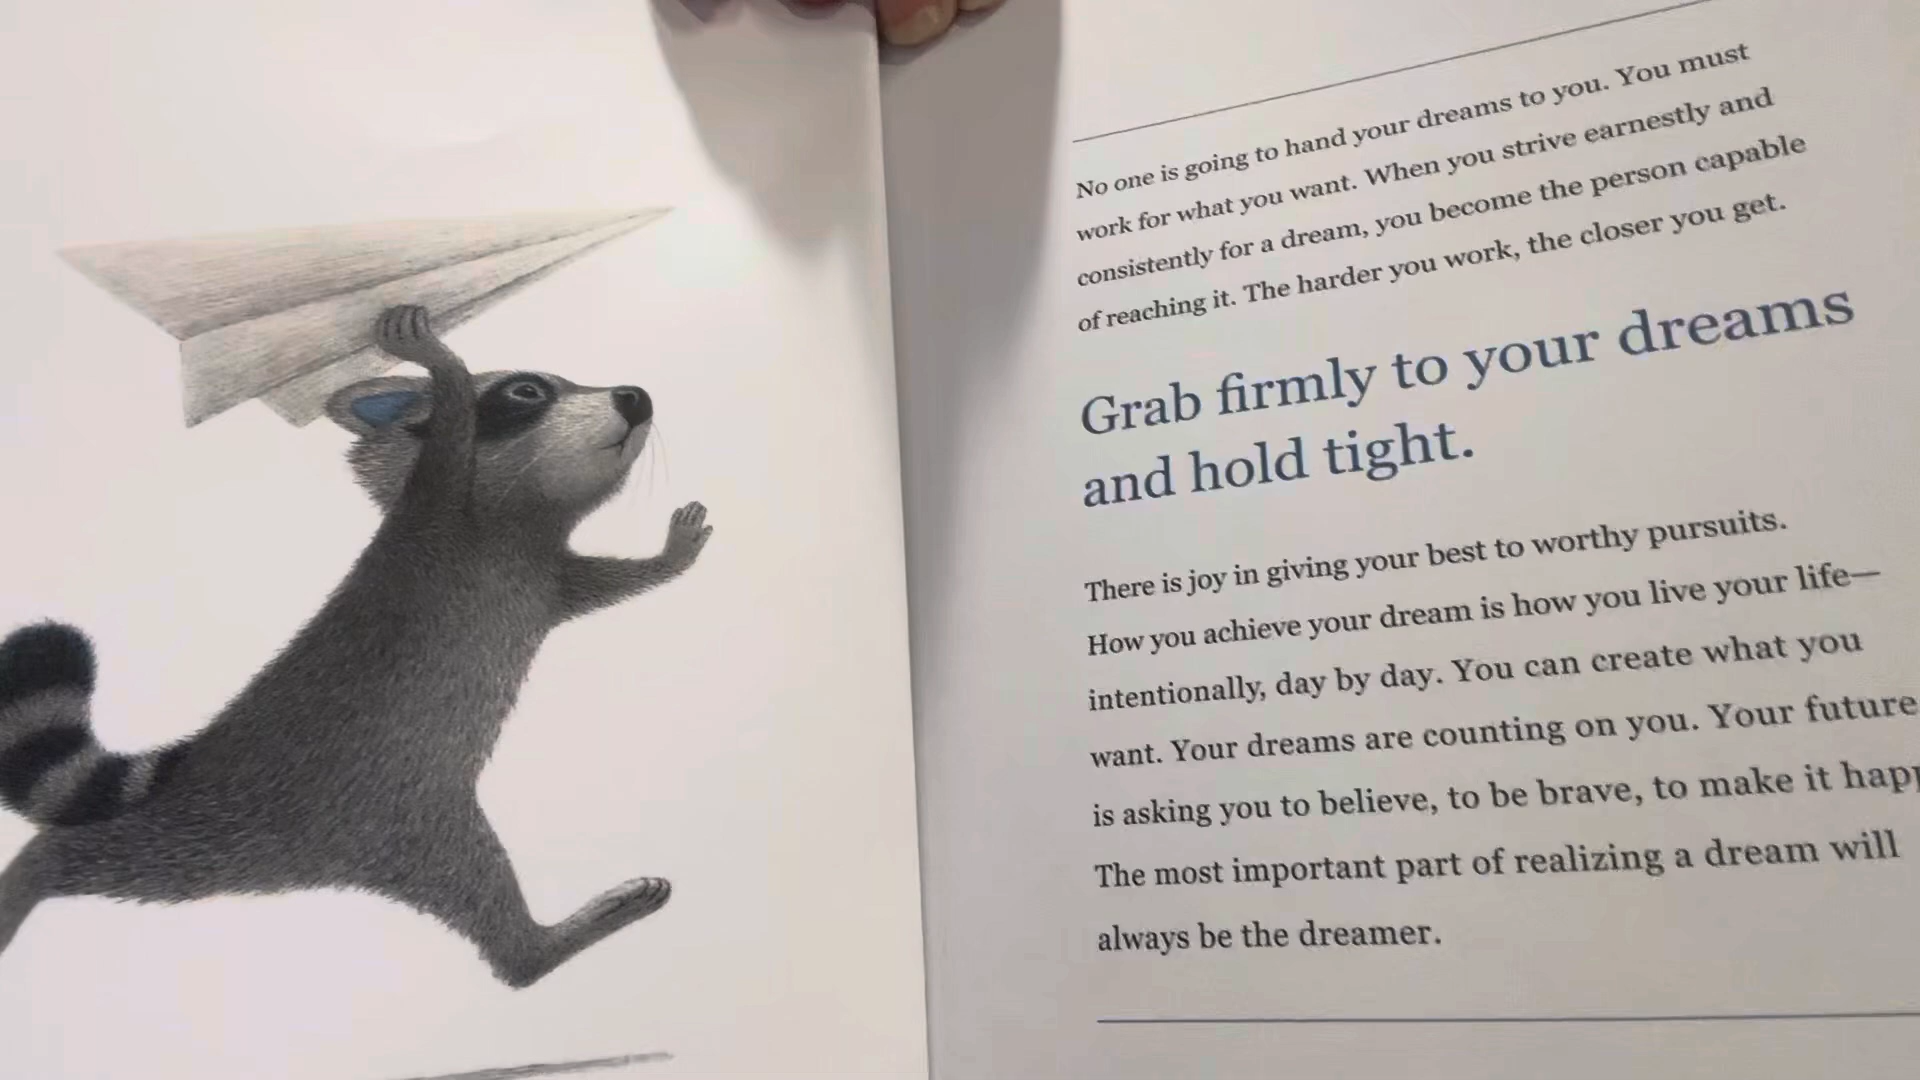 No one is going to hand your dreams to you. You must
work for what you want. When you strive earnestly and
consistently for a dream, you become the person capable
of reaching it. The harder you work, the closer you get.
Grab firmly to your dreams
and hold tight.
There is joy in giving your best to worthy pursuits.
How you achieve your dream is how you live your life—
intentionally, day by day. You can create what you
want. Your dreams are counting on you. Your future
is asking you to believe, to be brave, to make it
The most important part of realizing a dream will
always be the dreamer.